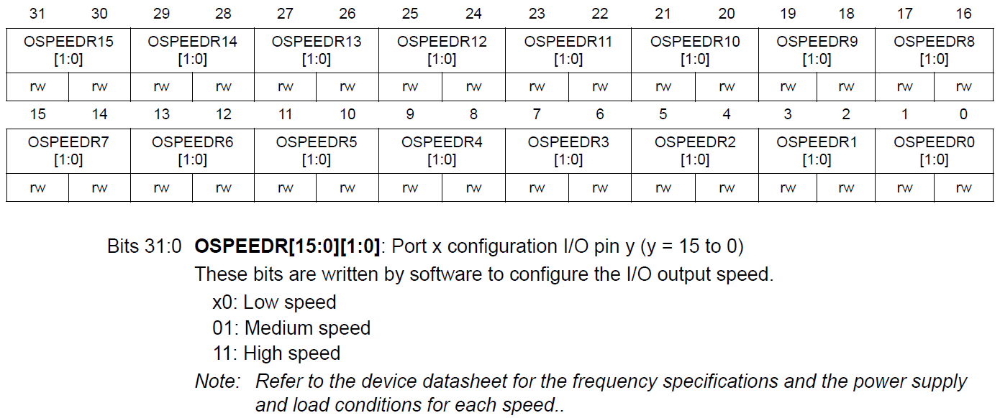 31 30 29 28 27 26 25 24 23 22 21 20 19 18 17 16
OSPEEDR15 OSPEEDR14 OSPEEDR13 OSPEEDR12 OSPEEDR11 OSPEEDR10 OSPEEDR9 OSPEEDR8
[1:0] [1:0] [1:0] [1:0] [1:0] [1:0] [1:0] [1:0]
rw rw rw rw rw rw rw rw rw rw rw rw rw rw rw rw
15 14 13 12 11 10 9 8 7 6 5 4 3 2 1 0
OSPEEDR7 OSPEEDR6 OSPEEDR5 OSPEEDR4 OSPEEDR3 OSPEEDR2 OSPEEDR1 OSPEEDR0
[1:0] [1:0] [1:0] [1:0] [1:0] [1:0] [1:0] [1:0]
rw rw rw rw rw rw rw rw rw rw rw rw rw rw rw rw
Bits 31:0 OSPEEDR[15:0][1:0]: Port x configuration I/O pin y (y = 15 to 0)
These bits are written by software to configure the I/O output speed.
x0: Low speed
01: Medium speed
11: High speed
Note: Refer to the device datasheet for the frequency specifications and the power supply
and load conditions for each speed..